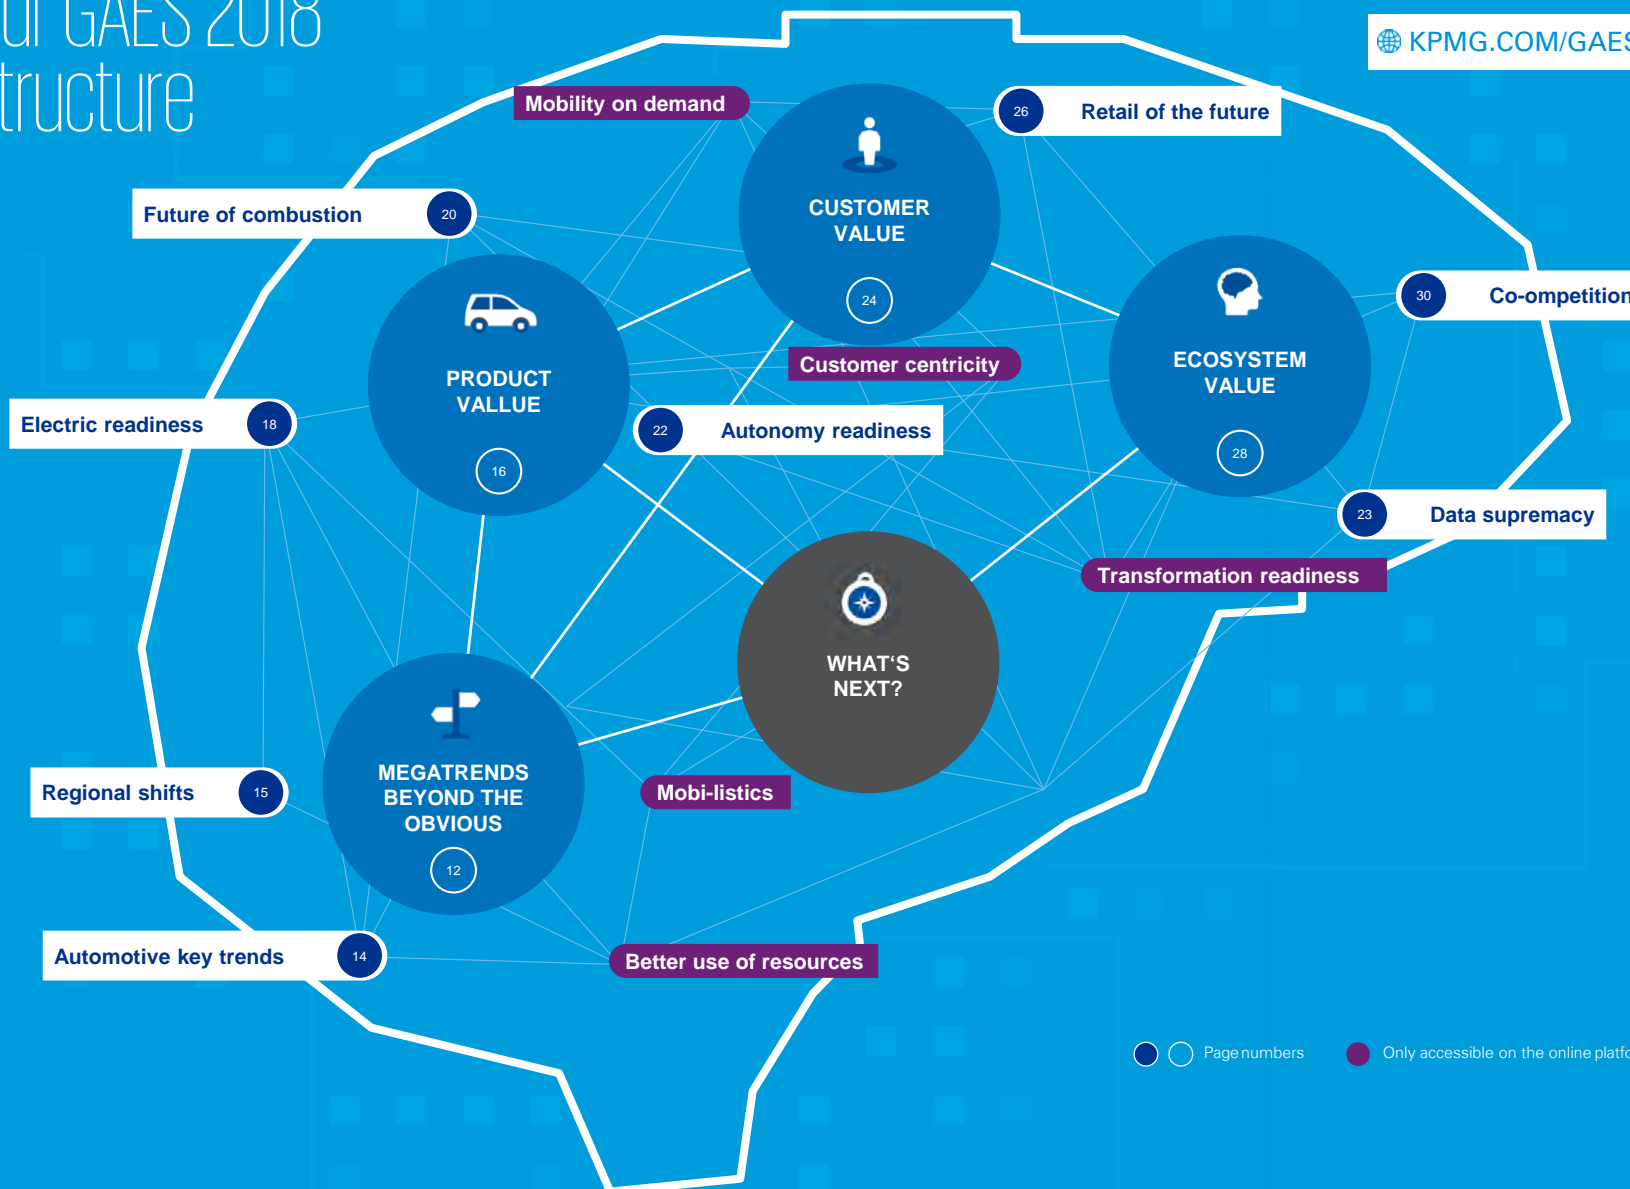 ur GAES 2018
tructure
KPMG.COM/GAES
Mobility on demand
26 Retail of the future
Future of combustion 20
CUSTOMER
VALUE
24
30 Co-ompetition
PRODUCT
VALLUE
16
Customer centricity
ECOSYSTEM
VALUE
28
Electric readiness 18
22 Autonomy readiness
23 Data supremacy
Transformation readiness
WHAT‘S
NEXT?
MEGATRENDS
BEYOND THE
OBVIOUS
12
Regional shifts 15
Mobi-listics
Automotive key trends 14
Better use of resources
Page numbers
Only accessible on the online platfo